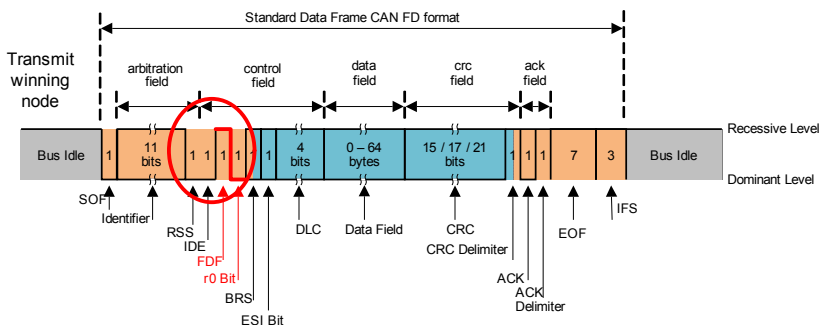 Standard Data Frame CAN FD format
Transmit
winning
node
arbitration
field
control
field
data
field
crc
field
ack
field
Recessive Level
Bus Idle
1
11
bits
1
1
1
1
1
1
4
bits
0 – 64
bytes
15 / 17 / 21
bits
1
1
1
7
3
Bus Idle
Dominant Level
SOF
Identifier
RSS
IDE
FDF
r0 Bit
BRS
ESI Bit
DLC
Data Field
CRC
CRC Delimiter
ACK
ACK
Delimiter
EOF
IFS